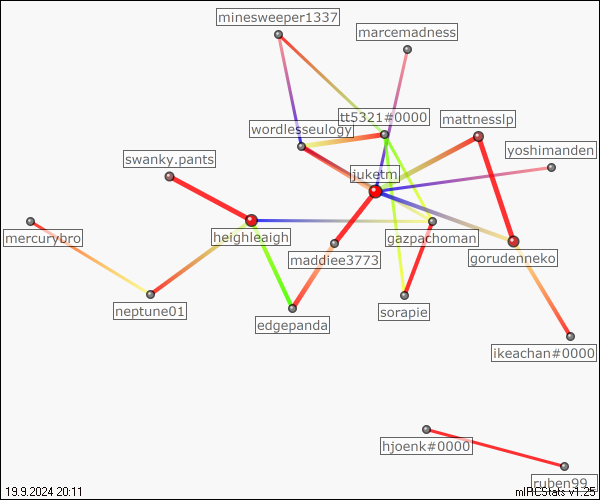 minesweeper1337
marcemadness
tt5321#0000
mattnesslp
wordlesseulogy
yoshimanden
swanky.pants
juketm
mercurybro
heighleaigh
gazpachoman
maddiee3773
gorudenneko
neptune01
sorapie
edgepanda
ikeachan#0000
hjoenk#0000
ruben99_
19.9.2024 20:11
mIRCStats v1.25